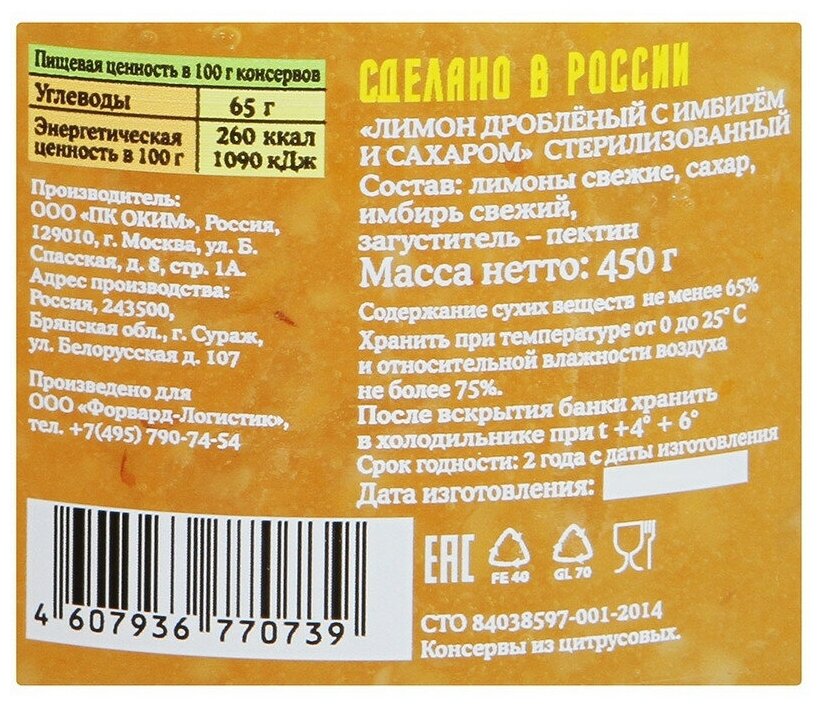 Пищевая ценность в 100 г консервов
Углеводы 65 г
Энергетическая ценность в 100 г 260 ккал 1090 кДж
Производитель:
ООО «ПК ОКИМ», Россия,
129010, г. Москва, ул. Б.
Спасская, д. 8, стр. 1А.
Адрес производства:
Россия, 243500,
Брянская обл., г. Сураж,
ул. Белорусская д. 107
Произведено для
ООО «Форвард-Логистик»,
тел. +7(495) 790-74-54
4 607936 770739
СДЕЛАНО В РОССИИ
«ЛИМОН ДРОБЛЁНЫЙ С ИМБИРЁМ
И САХАРОМ» СТЕРИЛИЗОВАННЫЙ
Состав: лимоны свежие, сахар,
имбирь свежий,
загуститель – пектин
Масса нетто: 450 г
Содержание сухих веществ не менее 65%
Хранить при температуре от 0 до 25° С
и относительной влажности воздуха
не более 75%.
После вскрытия банки хранить
в холодильнике при t +4° + 6°
Срок годности: 2 года с даты изготовления
Дата изготовления:
ЕАС
FE 40
GL 70
СТО 84038597-001-2014
Консервы из цитрусовых.